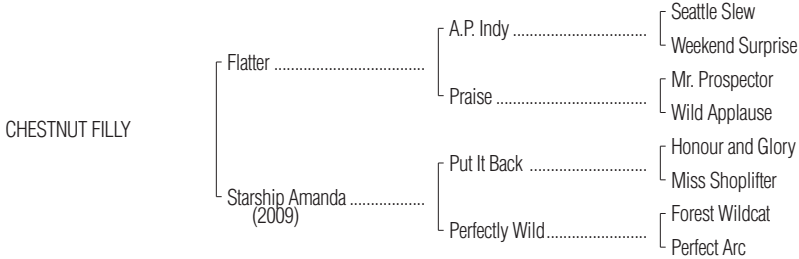 Seattle Slew
A.P. Indy ..................................
Weekend Surprise
Flatter ......................................
Mr. Prospector
Praise ......................................
Wild Applause
CHESTNUT FILLY
Honour and Glory
Put It Back ..............................
Miss Shoplifter
Starship Amanda ...................
(2009)
Forest Wildcat
Perfectly Wild..........................
Perfect Arc